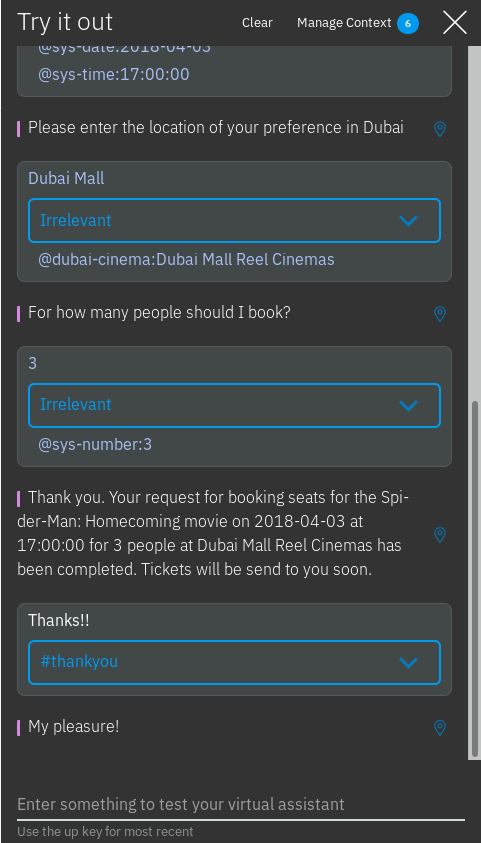 Try it out
Clear
Manage Context 6
@sys-date:2018-04-03
@sys-time:17:00:00
Please enter the location of your preference in Dubai
Dubai Mall
Irrelevant
@dubai-cinema:Dubai Mall Reel Cinemas
For how many people should I book?
3
Irrelevant
@sys-number:3
Thank you. Your request for booking seats for the Spi-
der-Man: Homecoming movie on 2018-04-03 at
17:00:00 for 3 people at Dubai Mall Reel Cinemas has
been completed. Tickets will be send to you soon.
Thanks!!
#thankyou
My pleasure!
Enter something to test your virtual assistant
Use the up key for most recent